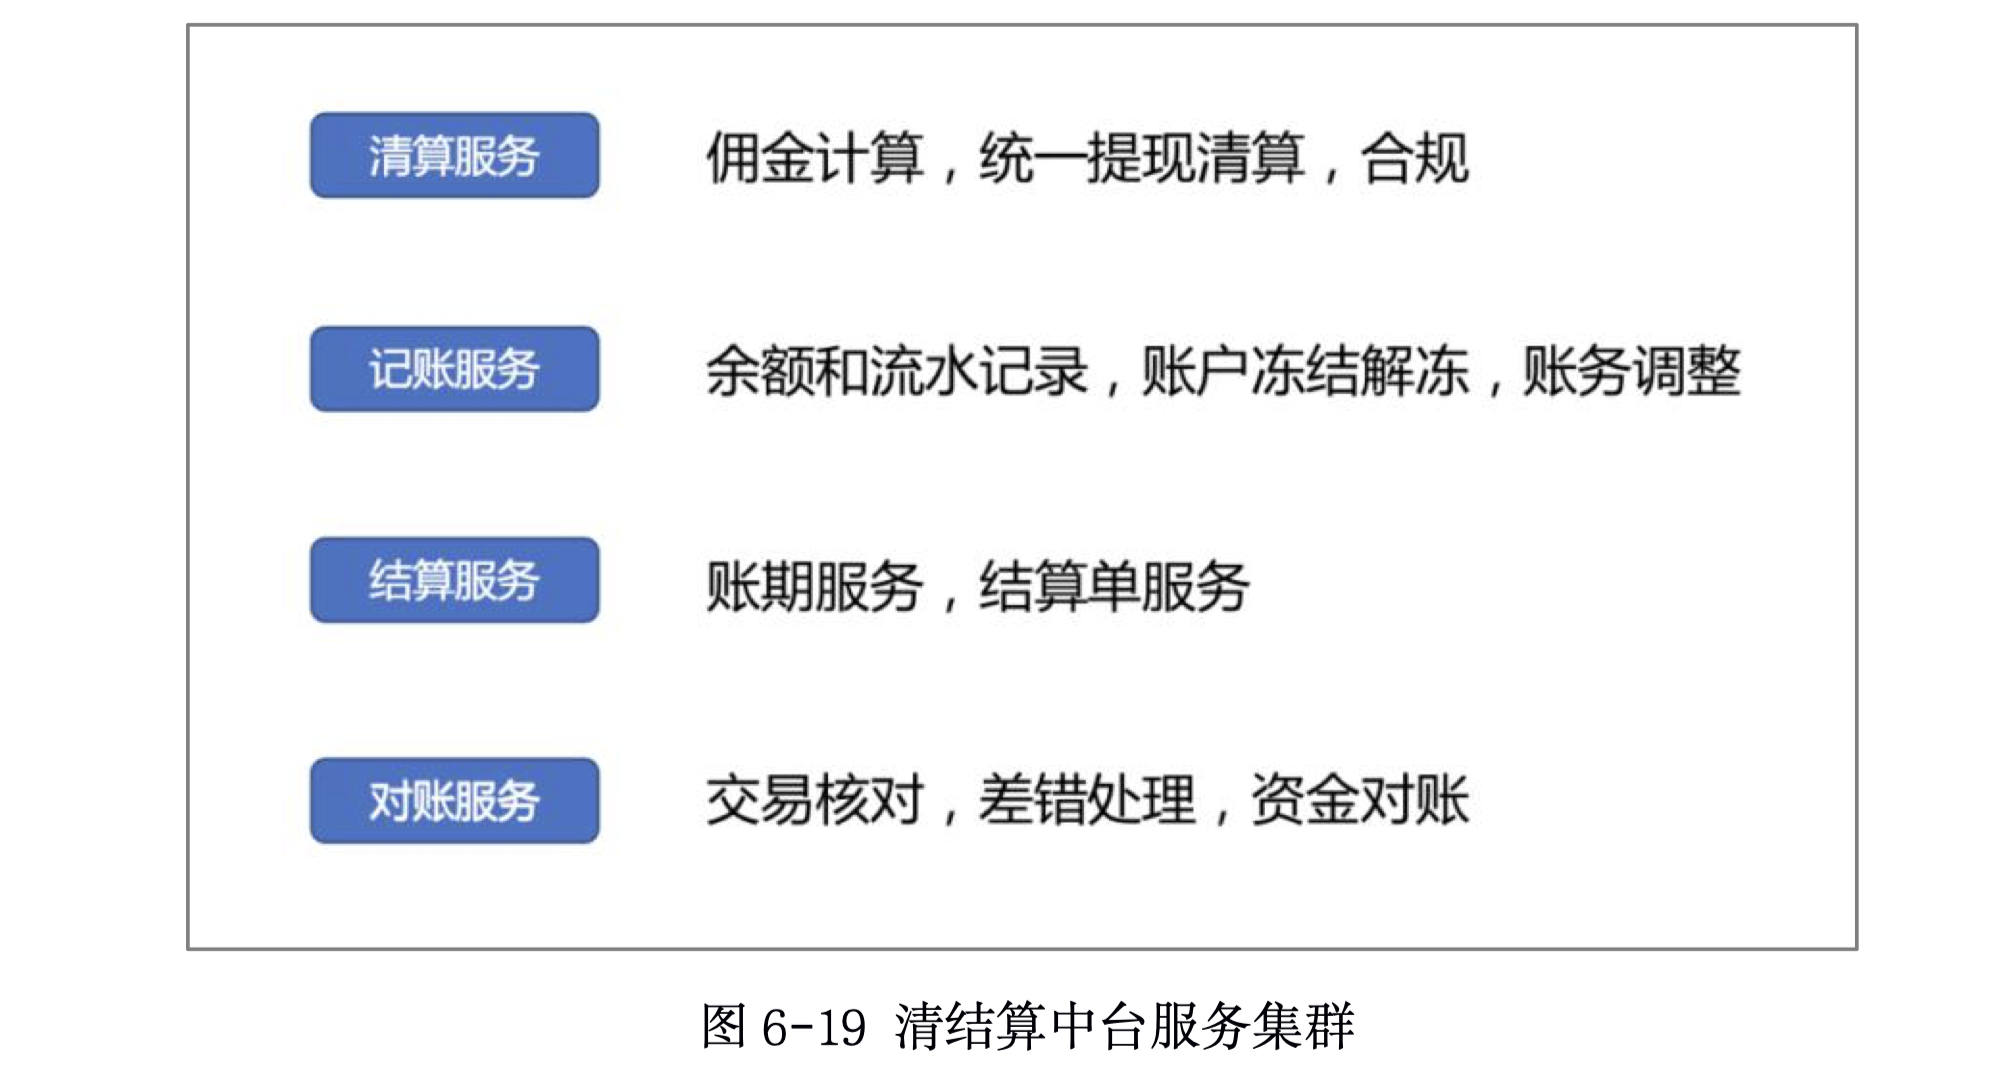 清算服务 佣金计算，统一提现清算，合规
记账服务 余额和流水记录，账户冻结解冻，账务调整
结算服务 账期服务，结算单服务
对账服务 交易核对，差错处理，资金对账
图 6-19 清结算中台服务集群